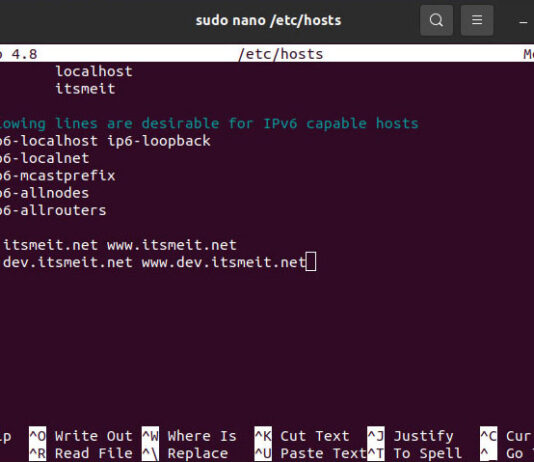 sudo nano /etc/hosts
4.8 /etc/hosts
localhost
itsmeit
lowing lines are desirable for IPv6 capable hosts
p6-localhost ip6-loopback
p6-localnet
p6-mcastprefix
p6-allnodes
p6-allrouters
itsmeit.net www.itsmeit.net
dev.itsmeit.net www.dev.itsmeit.net
lp ^O Write Out ^W Where Is ^K Cut Text ^J Justify ^C Cur
^R Read File ^\ Replace ^U Paste Text ^T To Spell ^_ Go